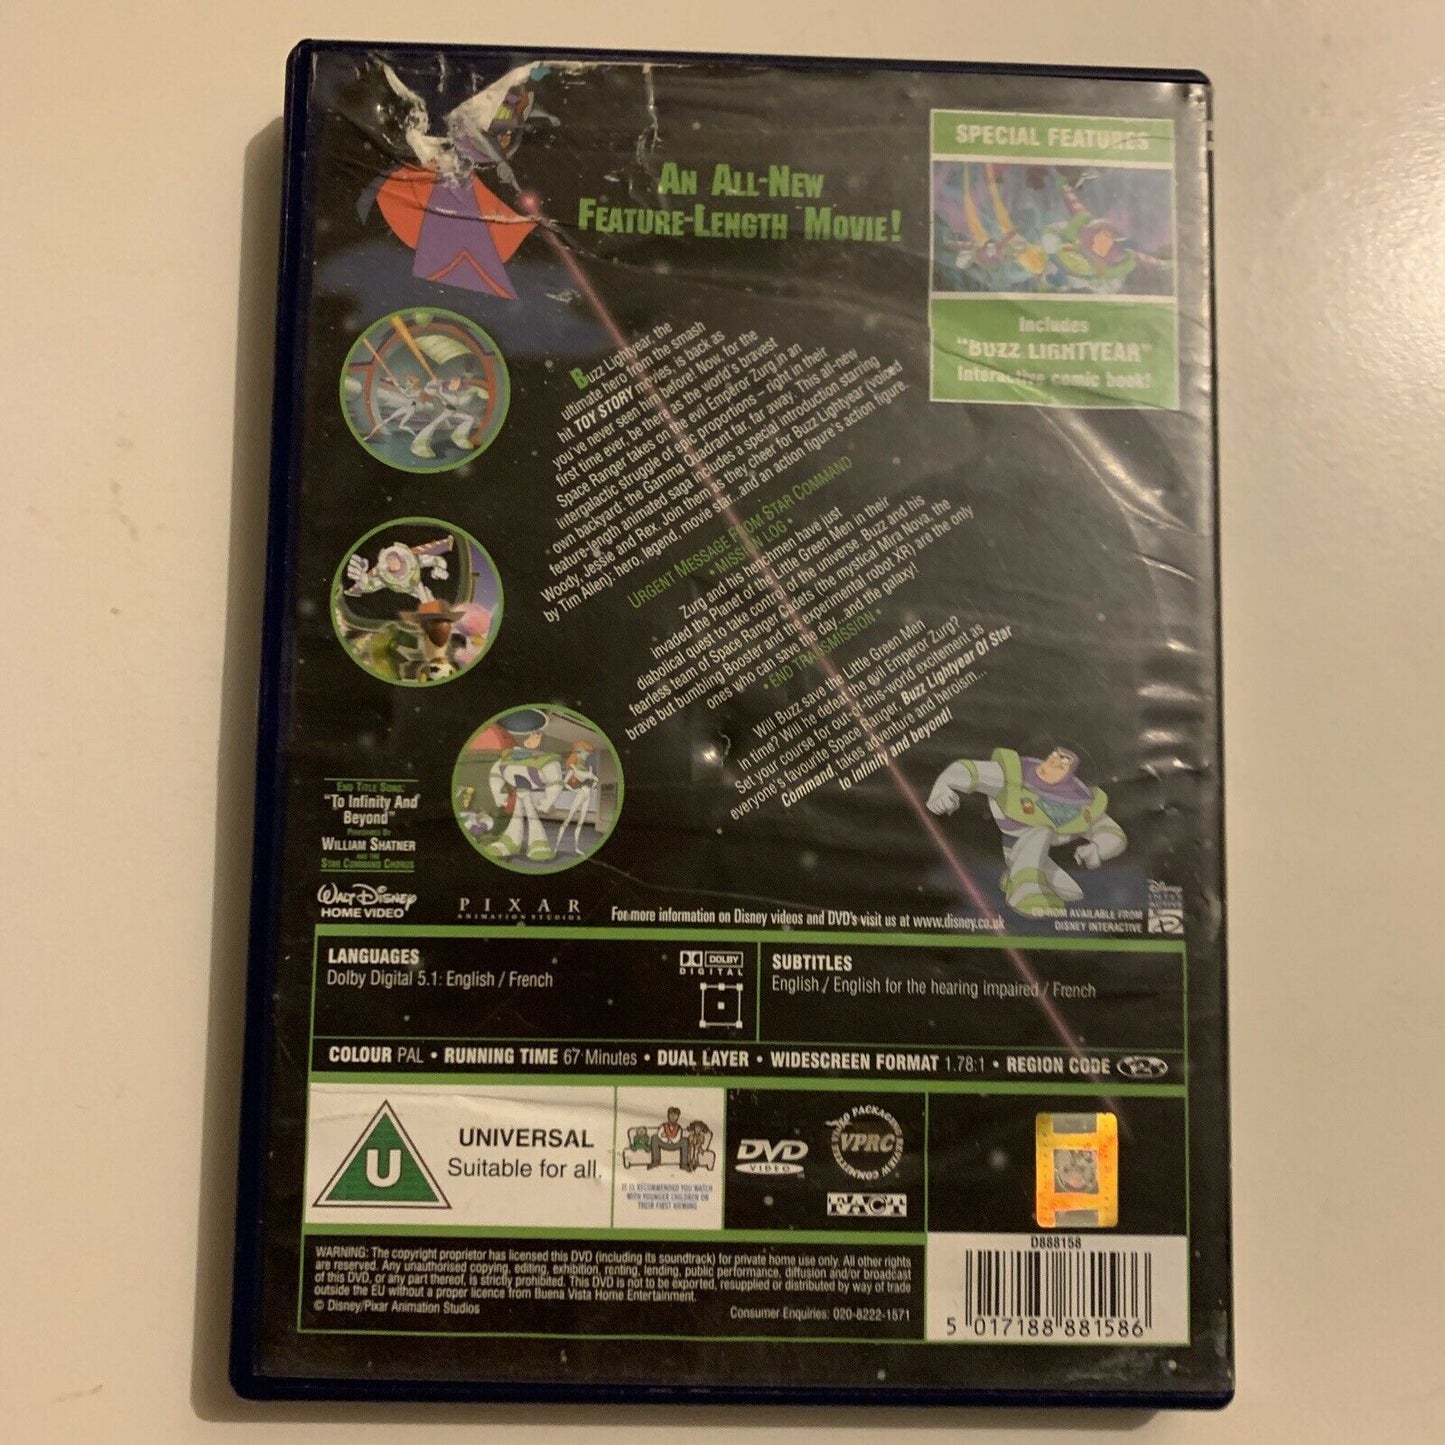 AN ALL-NEW
FEATURE-LENGTH MOVIE!
SPECIAL FEATURES
Includes
"BUZZ LIGHTYEAR"
Interactive comic book!
Buzz Lightyear, the
ultimate hero from the smash
hit TOY STORY movies, is back as
you've never seen him before! Now, for the
first time ever, be there as the world's bravest
Space Ranger takes on the evil Emperor Zurg in an
intergalactic struggle of epic proportions – right in their
own backyard: the Gamma Quadrant far, far away. This all-new
feature-length animated saga includes a special introduction starring
Woody, Jessie and Rex. Join them as they cheer for Buzz Lightyear (voiced
by Tim Allen): hero, legend, movie star...and an action figure's action figure.
URGENT MESSAGE FROM STAR COMMAND
• MISSION LOG •
Zurg and his henchmen have just
invaded the Planet of the Little Green Men in their
diabolical quest to take control of the universe. Buzz and his
fearless team of Space Ranger Cadets (the mystical Mira Nova, the
brave but bumbling Booster and the experimental robot XR) are the only
ones who can save the day...and the galaxy!
• END TRANSMISSION •
Will Buzz save the Little Green Men
in time? Will he defeat the evil Emperor Zurg?
Set your course for out-of-this-world excitement as
everyone's favourite Space Ranger, Buzz Lightyear Of Star
Command, takes adventure and heroism...
to infinity and beyond!
END TITLE SONG:
"To Infinity And
Beyond"
PERFORMED BY
WILLIAM SHATNER
AND THE
STAR COMMAND CHORUS
Walt Disney
HOME VIDEO
PIXAR
ANIMATION STUDIOS
For more information on Disney videos and DVD's visit us at www.disney.co.uk
CD-ROM AVAILABLE FROM
DISNEY INTERACTIVE
Disney
LANGUAGES
Dolby Digital 5.1: English / French
DOLBY
DIGITAL
SUBTITLES
English / English for the hearing impaired / French
COLOUR PAL • RUNNING TIME 67 Minutes • DUAL LAYER • WIDESCREEN FORMAT 1.78:1 • REGION CODE 2
U
UNIVERSAL
Suitable for all.
IT IS RECOMMENDED YOU WATCH
WITH YOUNGER CHILDREN ON
THEIR FIRST VIEWING
DVD
VIDEO
VIDEO PACKAGING REVIEW COMMITTEE
VPRC
FACT
D888158
5 017188 881586
WARNING: The copyright proprietor has licensed this DVD (including its soundtrack) for private home use only. All other rights
are reserved. Any unauthorised copying, editing, exhibition, renting, lending, public performance, diffusion and/or broadcast
of this DVD, or any part thereof, is strictly prohibited. This DVD is not to be exported, resupplied or distributed by way of trade
outside the EU without a proper licence from Buena Vista Home Entertainment.
© Disney/Pixar Animation Studios
Consumer Enquiries: 020-8222-1571